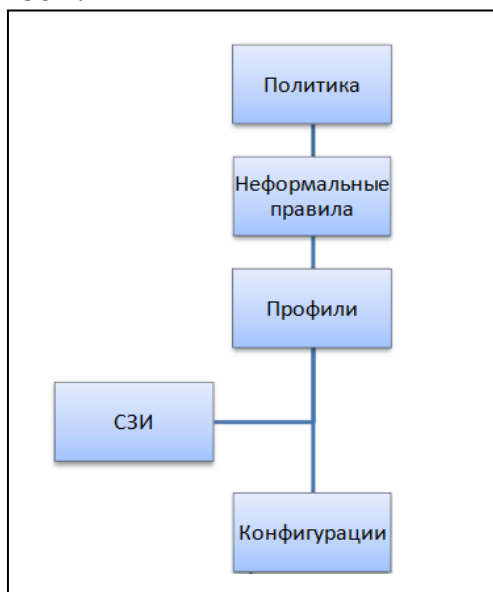 Политика
Неформальные
правила
Профили
СЗИ
Конфигурации